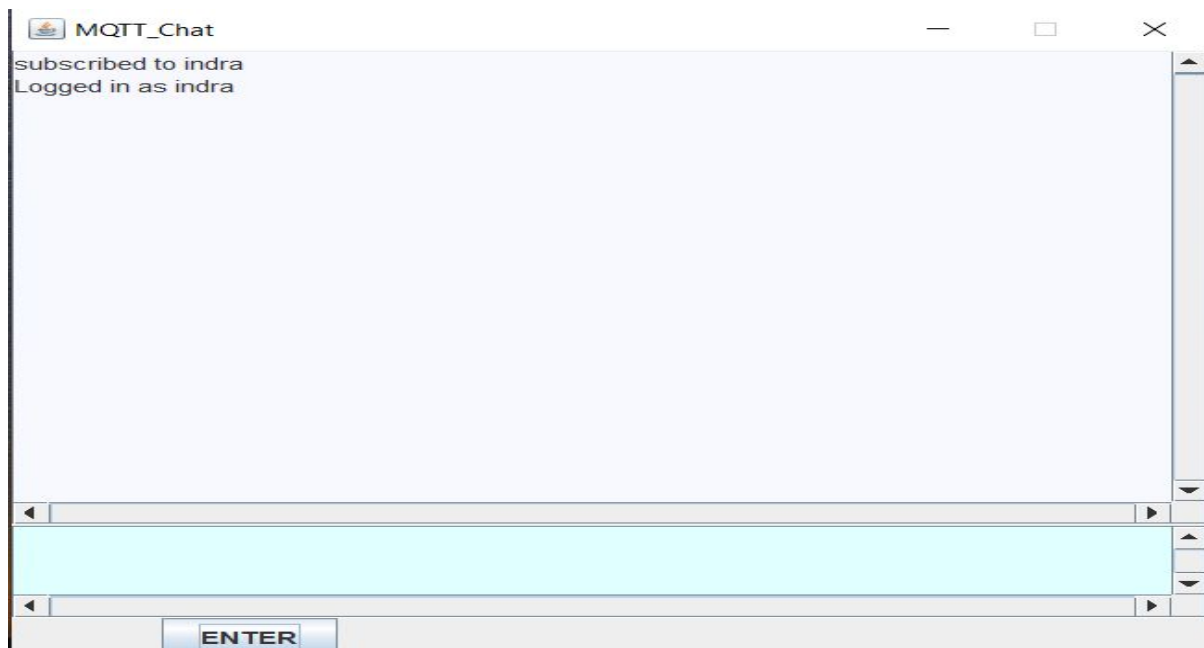 MQTT_Chat
subscribed to indra
Logged in as indra
ENTER